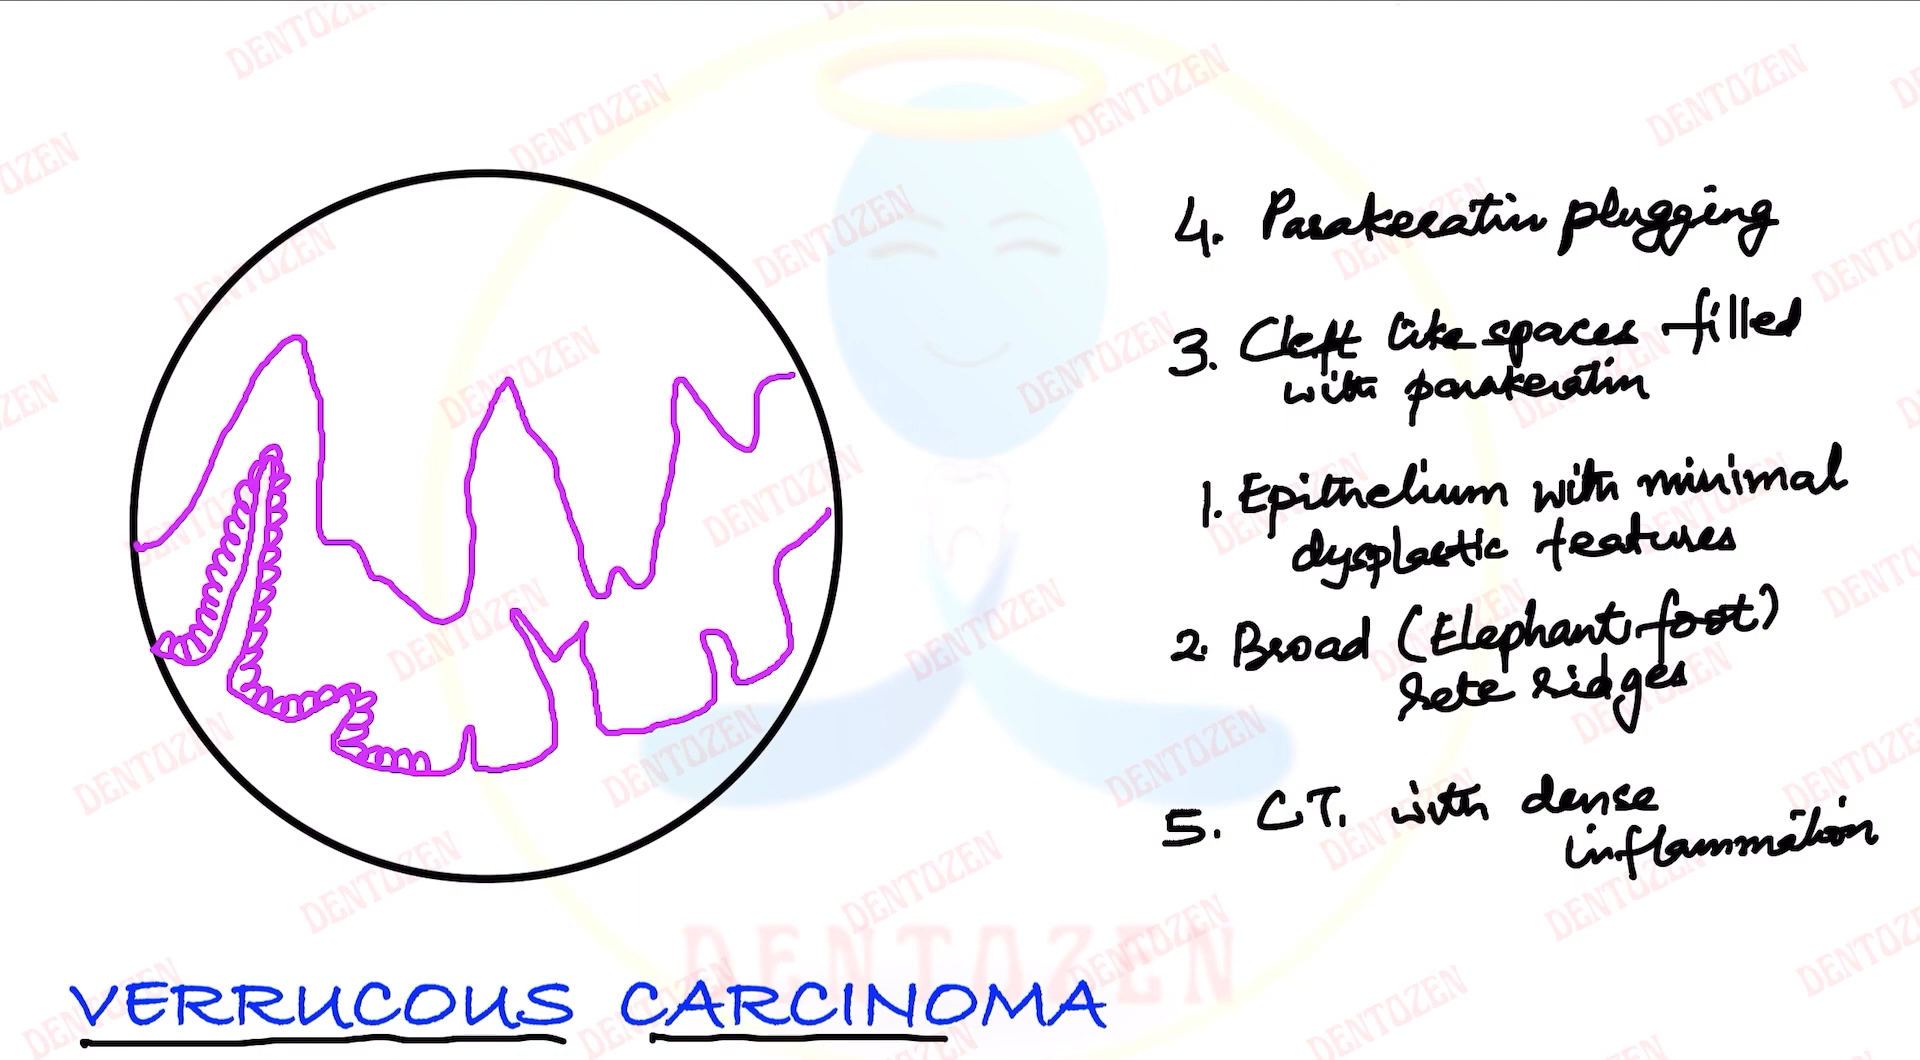 4. Parakeratin plugging
3. Cleft like spaces filled
with parakeratin
1. Epithelium with minimal
dysplastic features
2. Broad (Elephant foot)
rete ridges
5. C.T. with dense
inflammation
DENTOZEN
VERRUCOUS CARCINOMA